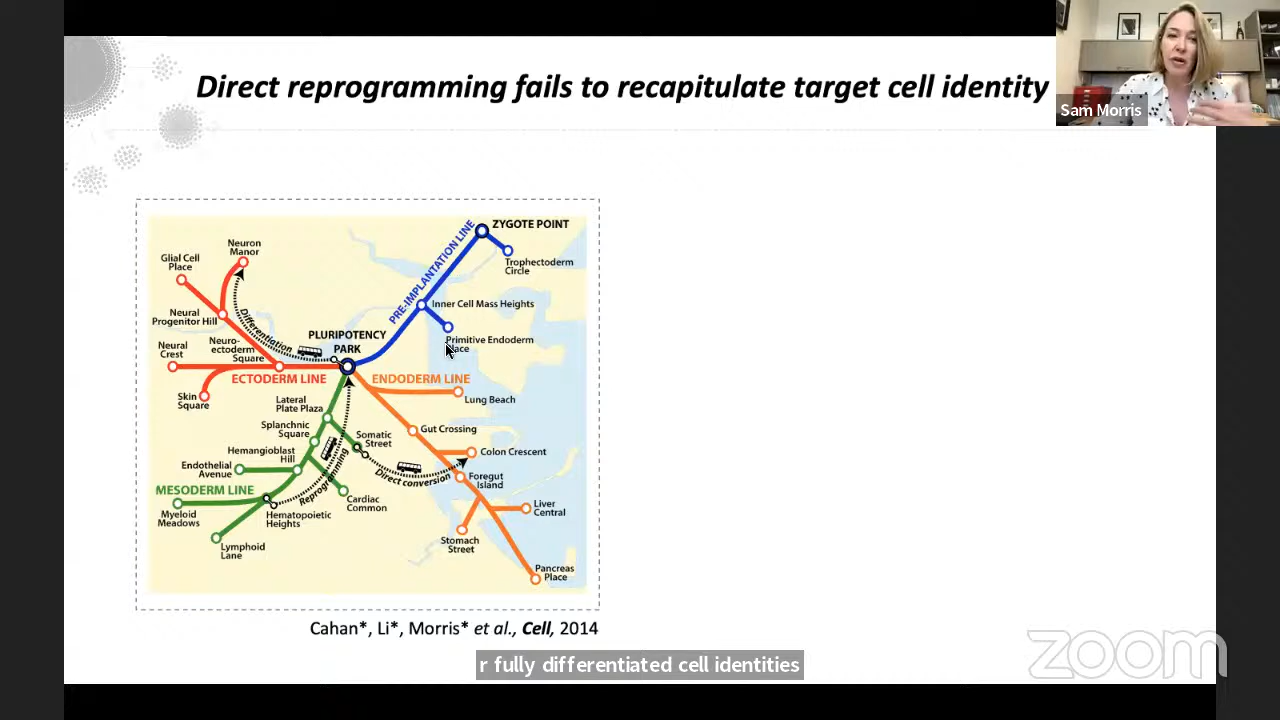 Direct reprogramming fails to recapitulate target cell identity
Sam Morris
ZYGOTE POINT
PRE-IMPLANTATION LINE
Trophectoderm
Circle
Inner Cell Mass Heights
Primitive Endoderm
Neuron
Manor
Glial Cell
Place
Neural
Progenitor Hill
Differentiation
PLURIPOTENCY
PARK
Neural
Crest
Neuro-
ectoderm
Square
ECTODERM LINE
ENDODERM LINE
Skin
Square
Lung Beach
Lateral
Plate Plaza
Splanchnic
Square
Somatic
Street
Gut Crossing
Hemangioblast
Hill
Colon Crescent
Endothelial
Avenue
Reprogramming
Direct conversion
Foregut
Island
MESODERM LINE
Cardiac
Common
Myeloid
Meadows
Hematopoietic
Heights
Liver
Central
Lymphoid
Lane
Stomach
Street
Pancreas
Place
Cahan*, Li*, Morris* et al., Cell, 2014
r fully differentiated cell identities
zoom